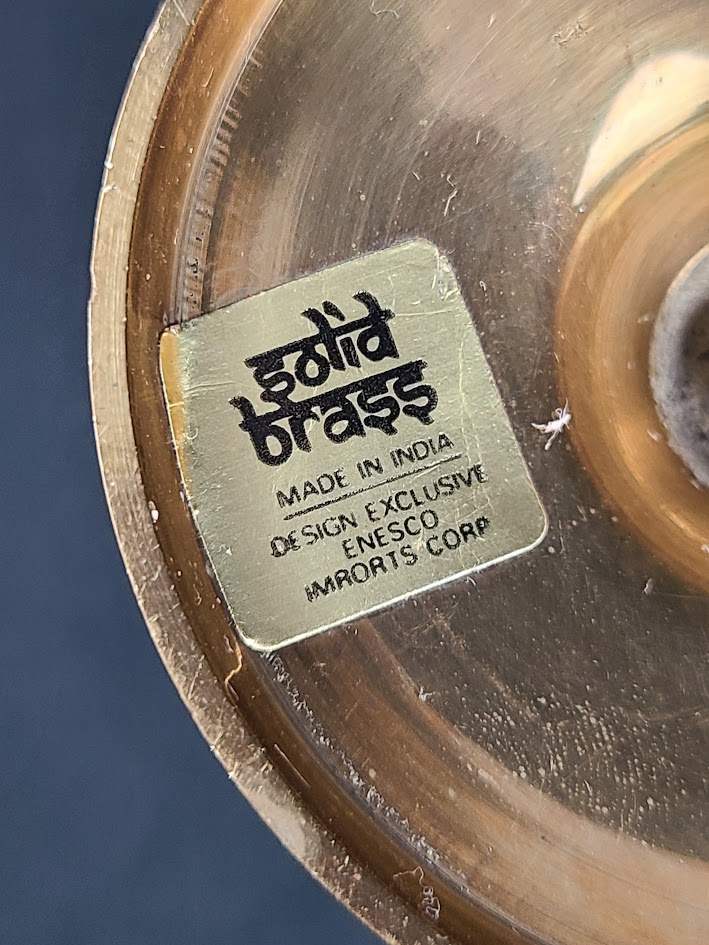 solid
brass
MADE IN INDIA
DESIGN EXCLUSIVE
ENESCO
IMRORTS CORP